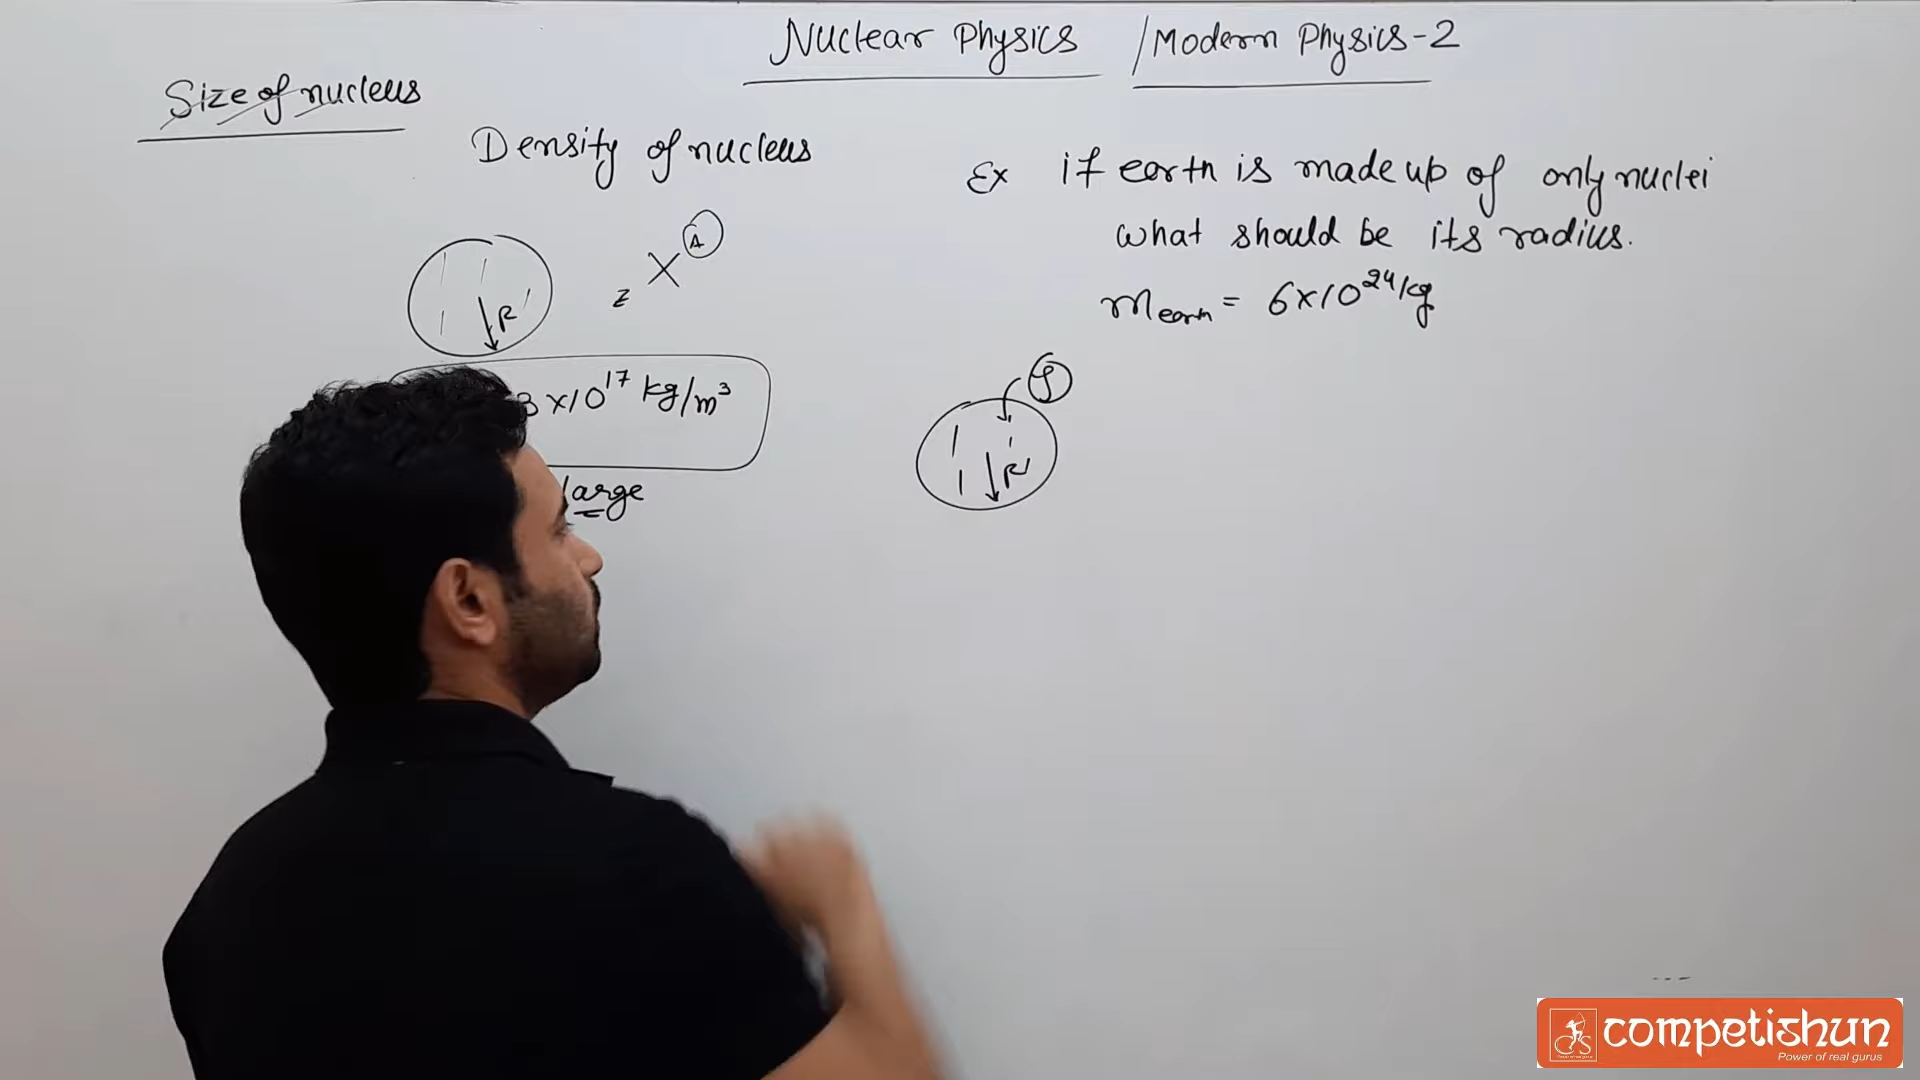 Nuclear Physics / Modern Physics-2
Size of nucleus
Density of nucleus
Ex if earth is made up of only nuclei
what should be its radius.
m earth = 6×10^24 kg
z X A
R
3×10^17 kg/m³
large
ρ
R'
competishun
Power of real gurus